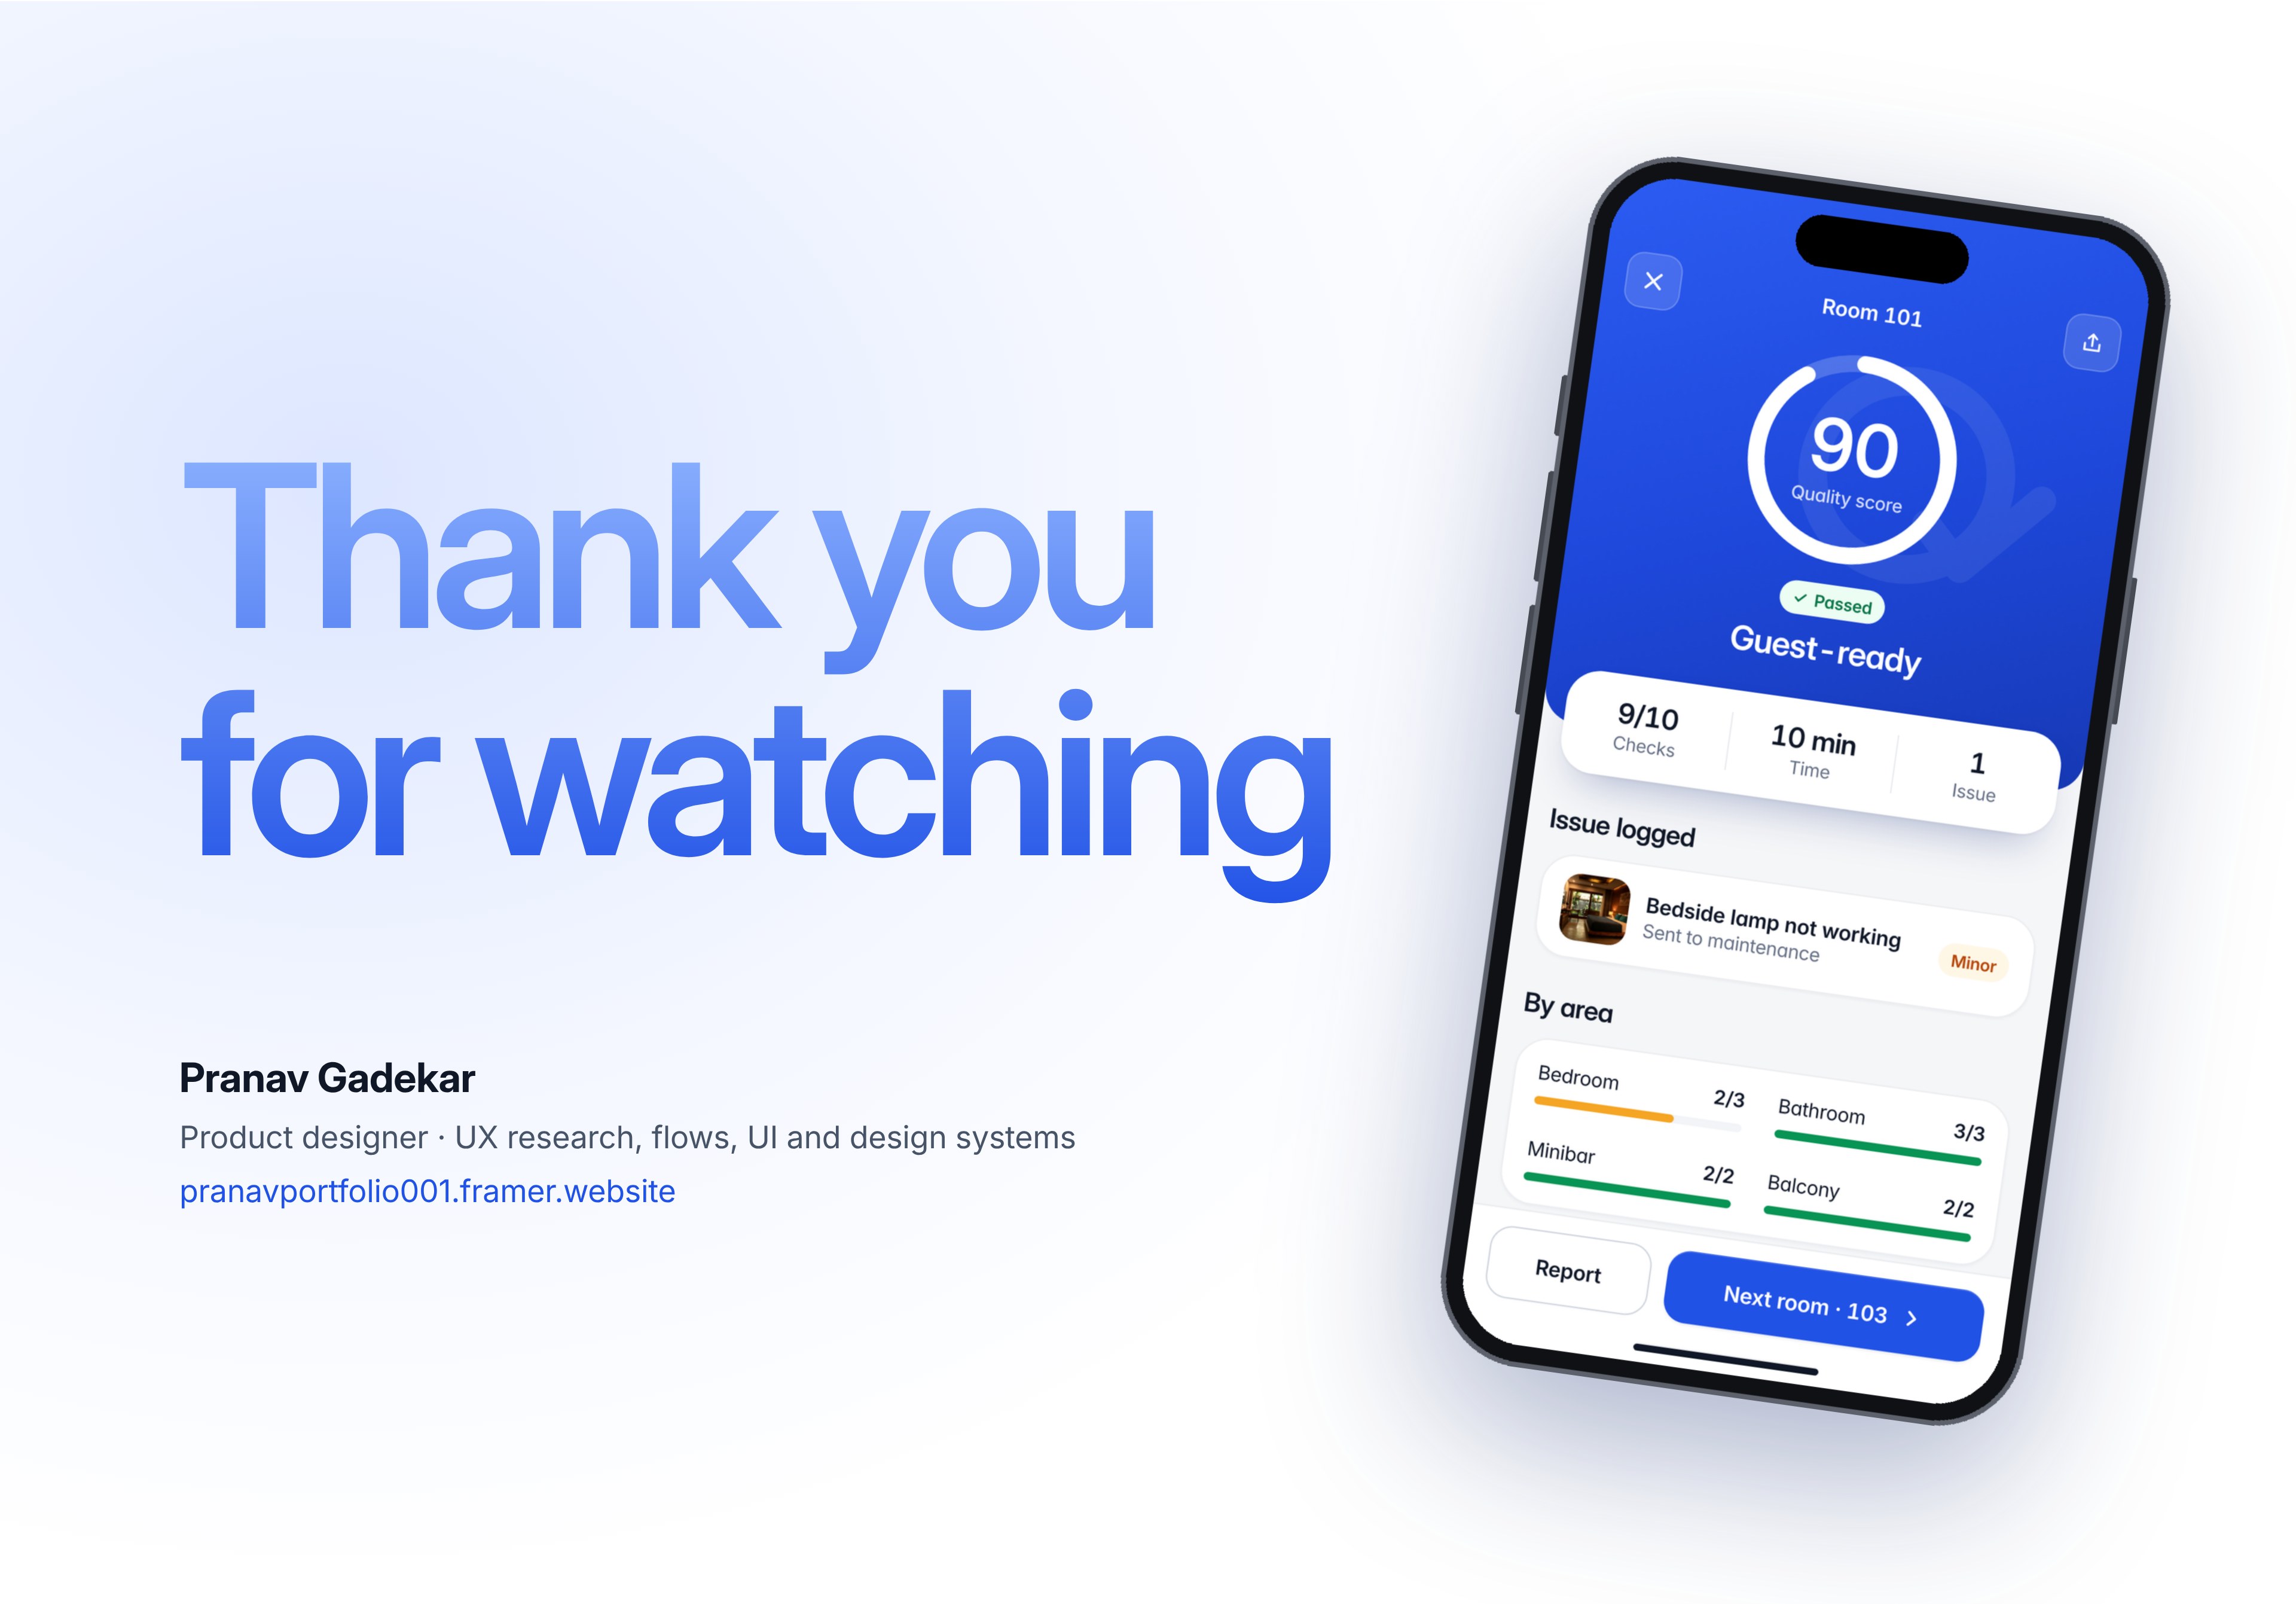 Thank you
for watching
Pranav Gadekar
Product designer · UX research, flows, UI and design systems
pranavportfolio001.framer.website
Room 101
90
Quality score
Passed
Guest-ready
9/10
Checks
10 min
Time
1
Issue
Issue logged
Bedside lamp not working
Sent to maintenance
Minor
By area
Bedroom 2/3
Bathroom 3/3
Minibar 2/2
Balcony 2/2
Report
Next room · 103